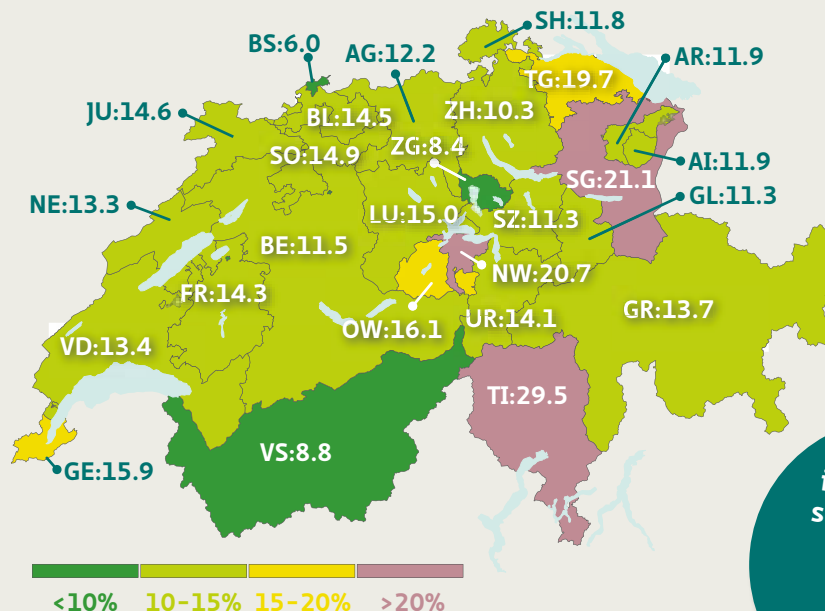 SH:11.8
BS:6.0
AG:12.2
AR:11.9
TG:19.7
JU:14.6
BL:14.5
ZH:10.3
SO:14.9
ZG:8.4
AI:11.9
SG:21.1
GL:11.3
NE:13.3
LU:15.0
SZ:11.3
BE:11.5
NW:20.7
FR:14.3
GR:13.7
OW:16.1
UR:14.1
VD:13.4
TI:29.5
VS:8.8
GE:15.9
<10% 10–15% 15–20% >20%